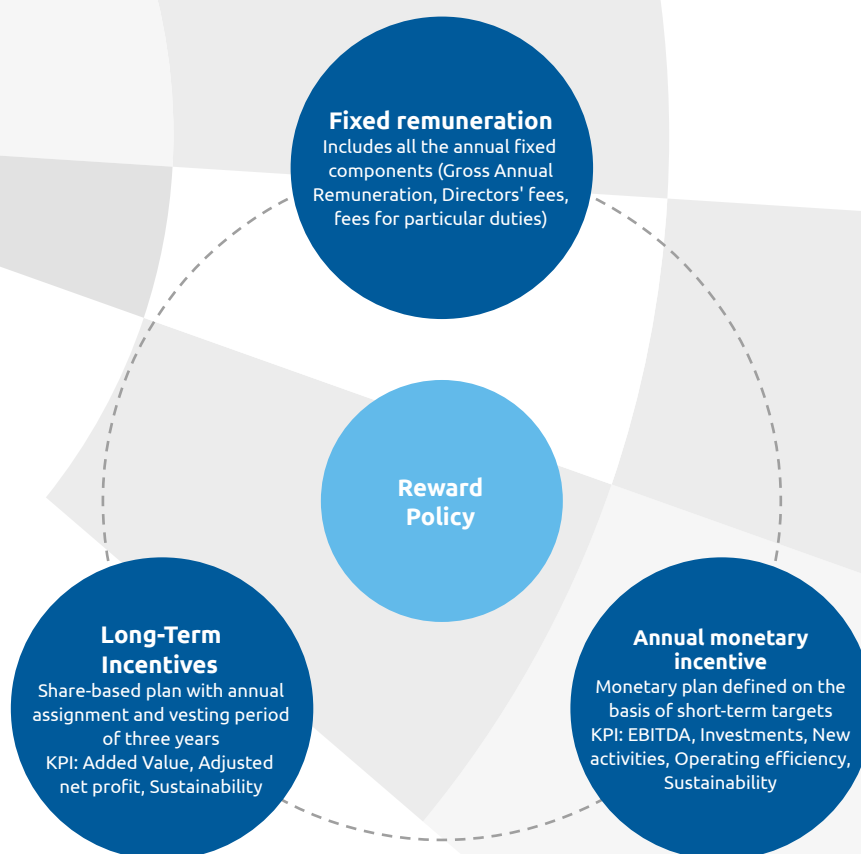 Fixed remuneration
Includes all the annual fixed
components (Gross Annual
Remuneration, Directors' fees,
fees for particular duties)
Reward
Policy
Long-Term
Incentives
Share-based plan with annual
assignment and vesting period
of three years
KPI: Added Value, Adjusted
net profit, Sustainability
Annual monetary
incentive
Monetary plan defined on the
basis of short-term targets
KPI: EBITDA, Investments, New
activities, Operating efficiency,
Sustainability